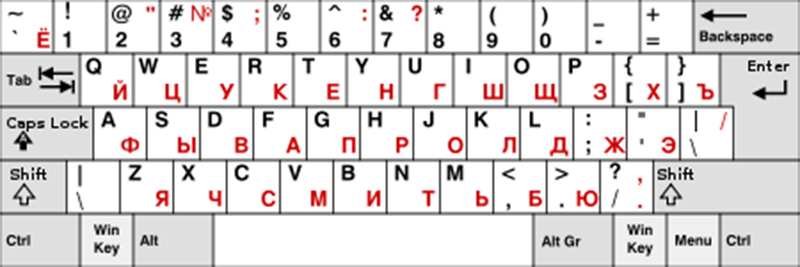 ~ ` Ё ! 1 @ " 2 # № 3 $ ; 4 % 5 ^ : 6 & ? 7 * 8 ( 9 ) 0 _ - + = Backspace
Tab Q Й W Ц E У R К T Е Y Н U Г I Ш O Щ P З { [ Х } ] Ъ Enter
Caps Lock A Ф S Ы D В F А G П H Р J О K Л L Д : ; Ж " ' Э | / \
Shift | \ Z Я X Ч C С V М B И N Т M Ь < , Б > . Ю ? , / . Shift
Ctrl Win Key Alt Alt Gr Win Key Menu Ctrl